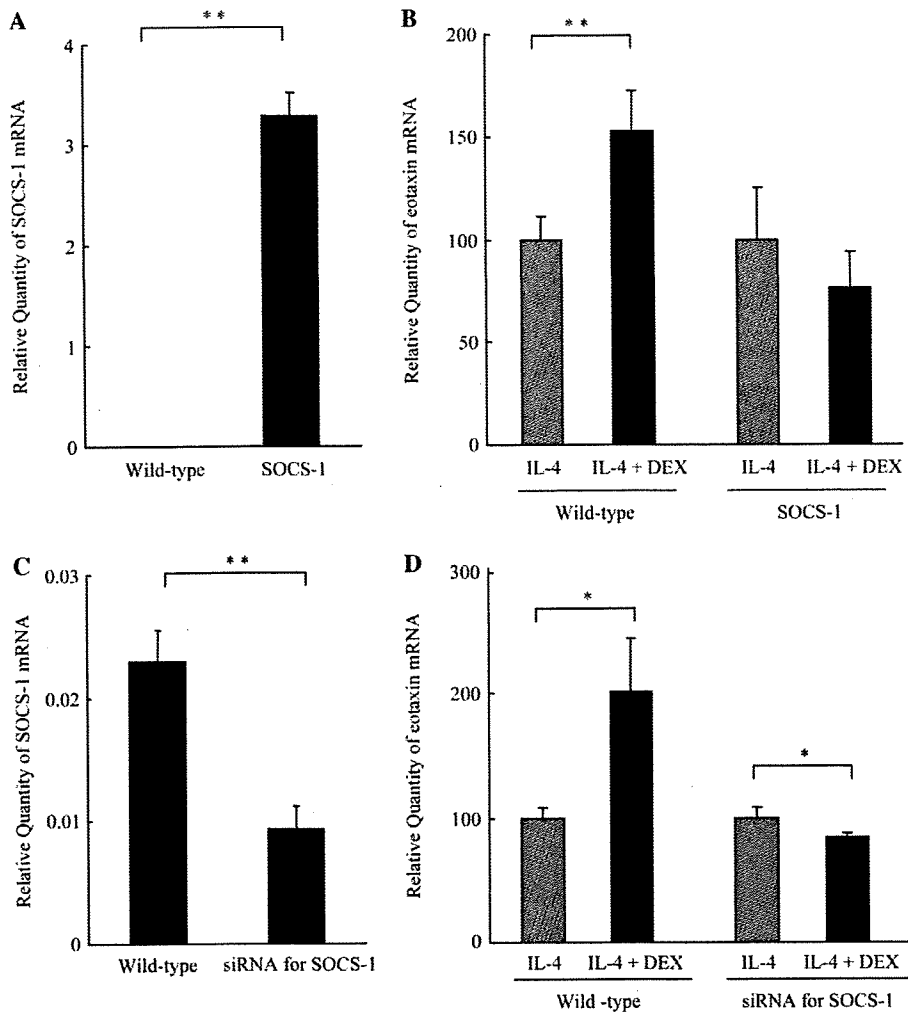 A
Relative Quantity of SOCS-1 mRNA
4
3
2
1
0
**
Wild-type SOCS-1
B
Relative Quantity of eotaxin mRNA
200
150
100
50
0
**
IL-4 IL-4 + DEX IL-4 IL-4 + DEX
Wild-type SOCS-1
C
Relative Quantity of SOCS-1 mRNA
0.03
0.02
0.01
0
**
Wild-type siRNA for SOCS-1
D
Relative Quantity of eotaxin mRNA
300
200
100
0
*
*
IL-4 IL-4 + DEX IL-4 IL-4 + DEX
Wild -type siRNA for SOCS-1